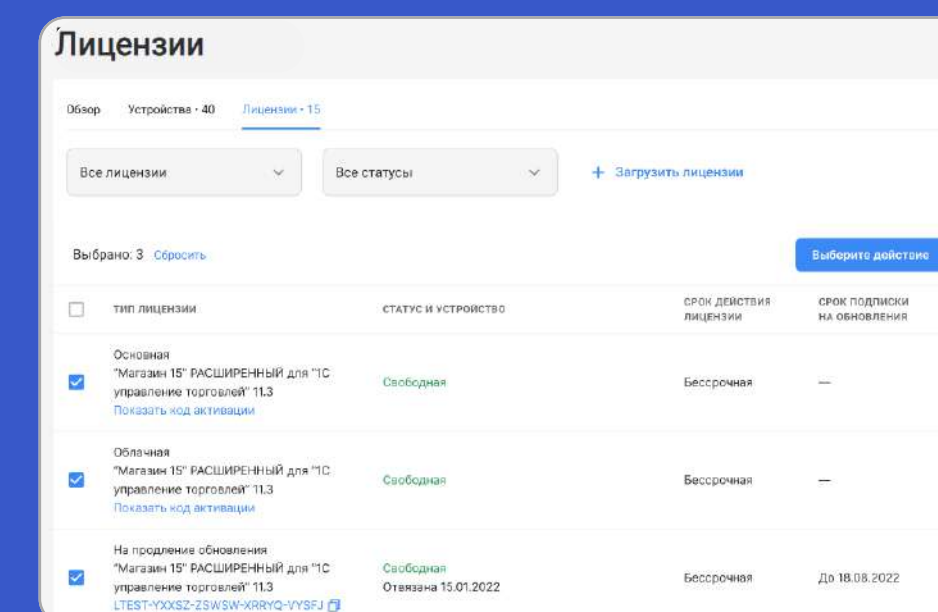 Лицензии
Обзор Устройства • 40 Лицензии • 15
Все лицензии Все статусы + Загрузить лицензии
Выбрано: 3 Сбросить Выберите действие
ТИП ЛИЦЕНЗИИ СТАТУС И УСТРОЙСТВО СРОК ДЕЙСТВИЯ ЛИЦЕНЗИИ СРОК ПОДПИСКИ НА ОБНОВЛЕНИЯ
Основная
"Магазин 15" РАСШИРЕННЫЙ для "1С
управление торговлей" 11.3 Свободная Бессрочная —
Показать код активации
Облачная
"Магазин 15" РАСШИРЕННЫЙ для "1С
управление торговлей" 11.3 Свободная Бессрочная —
Показать код активации
На продление обновления
"Магазин 15" РАСШИРЕННЫЙ для "1С Свободная
управление торговлей" 11.3 Отвязана 15.01.2022 Бессрочная До 18.08.2022
LTEST-YXXSZ-ZSWSW-XRRYQ-VYSFJ